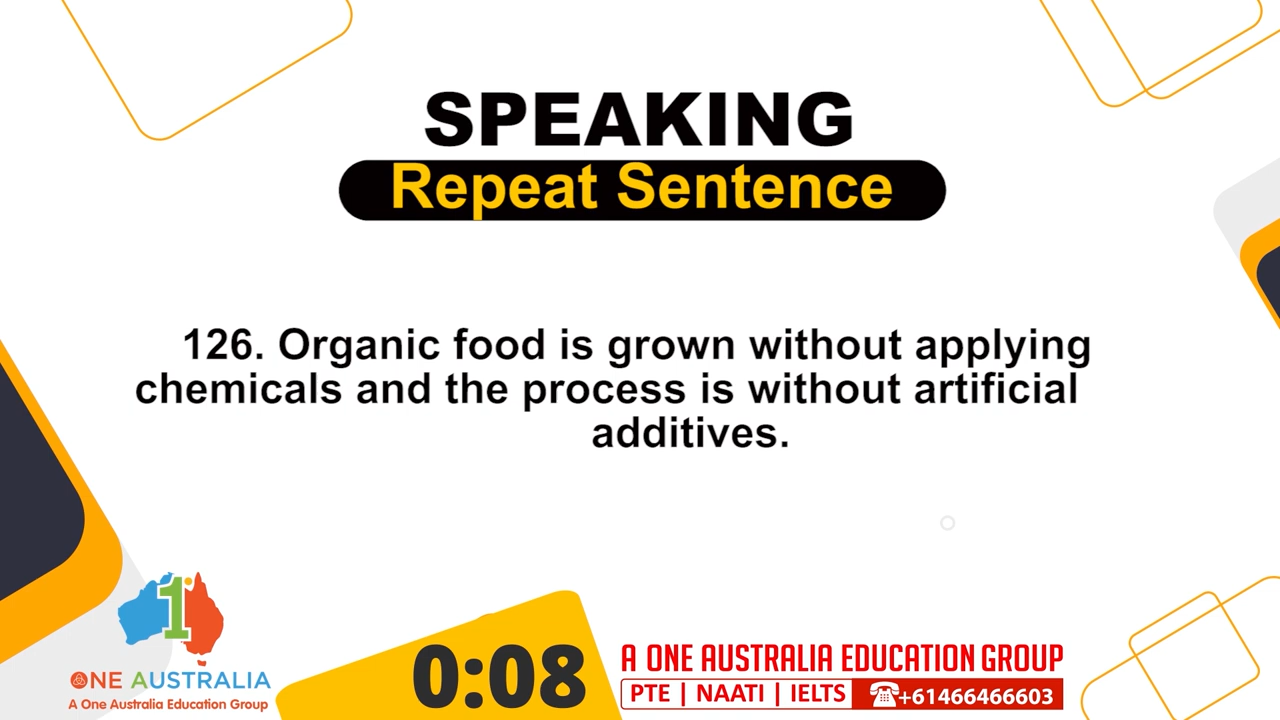 SPEAKING
Repeat Sentence
126. Organic food is grown without applying
chemicals and the process is without artificial
additives.
1
ONE AUSTRALIA
A One Australia Education Group
0:08
A ONE AUSTRALIA EDUCATION GROUP
PTE | NAATI | IELTS ☎+61466466603